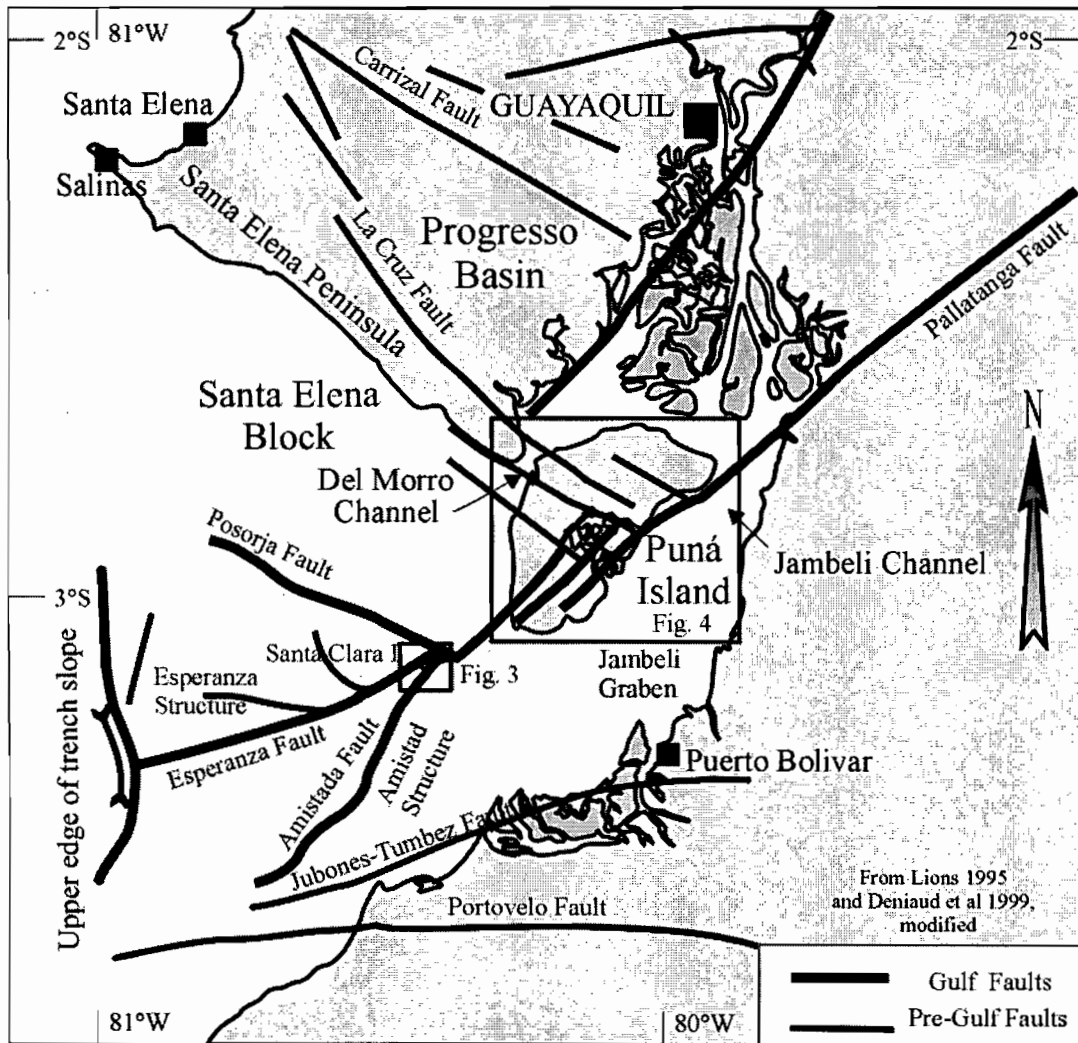 2°S
81°W
2°S
Carrizal Fault
Santa Elena
GUAYAQUIL
Salinas
Santa Elena Peninsula
La Cruz Fault
Progresso
Basin
Pallatanga Fault
Santa Elena
Block
N
Del Morro
Channel
Posorja Fault
Puná
Island
Fig. 4
Jambeli Channel
3°S
Santa Clara I
Fig. 3
Jambeli
Graben
Esperanza
Structure
Esperanza Fault
Amistada Fault
Amistad
Structure
Puerto Bolivar
Upper edge of trench slope
Jubones-Tumbez Fault
From Lions 1995
and Deniaud et al 1999,
modified
Portovelo Fault
Gulf Faults
Pre-Gulf Faults
81°W
80°W